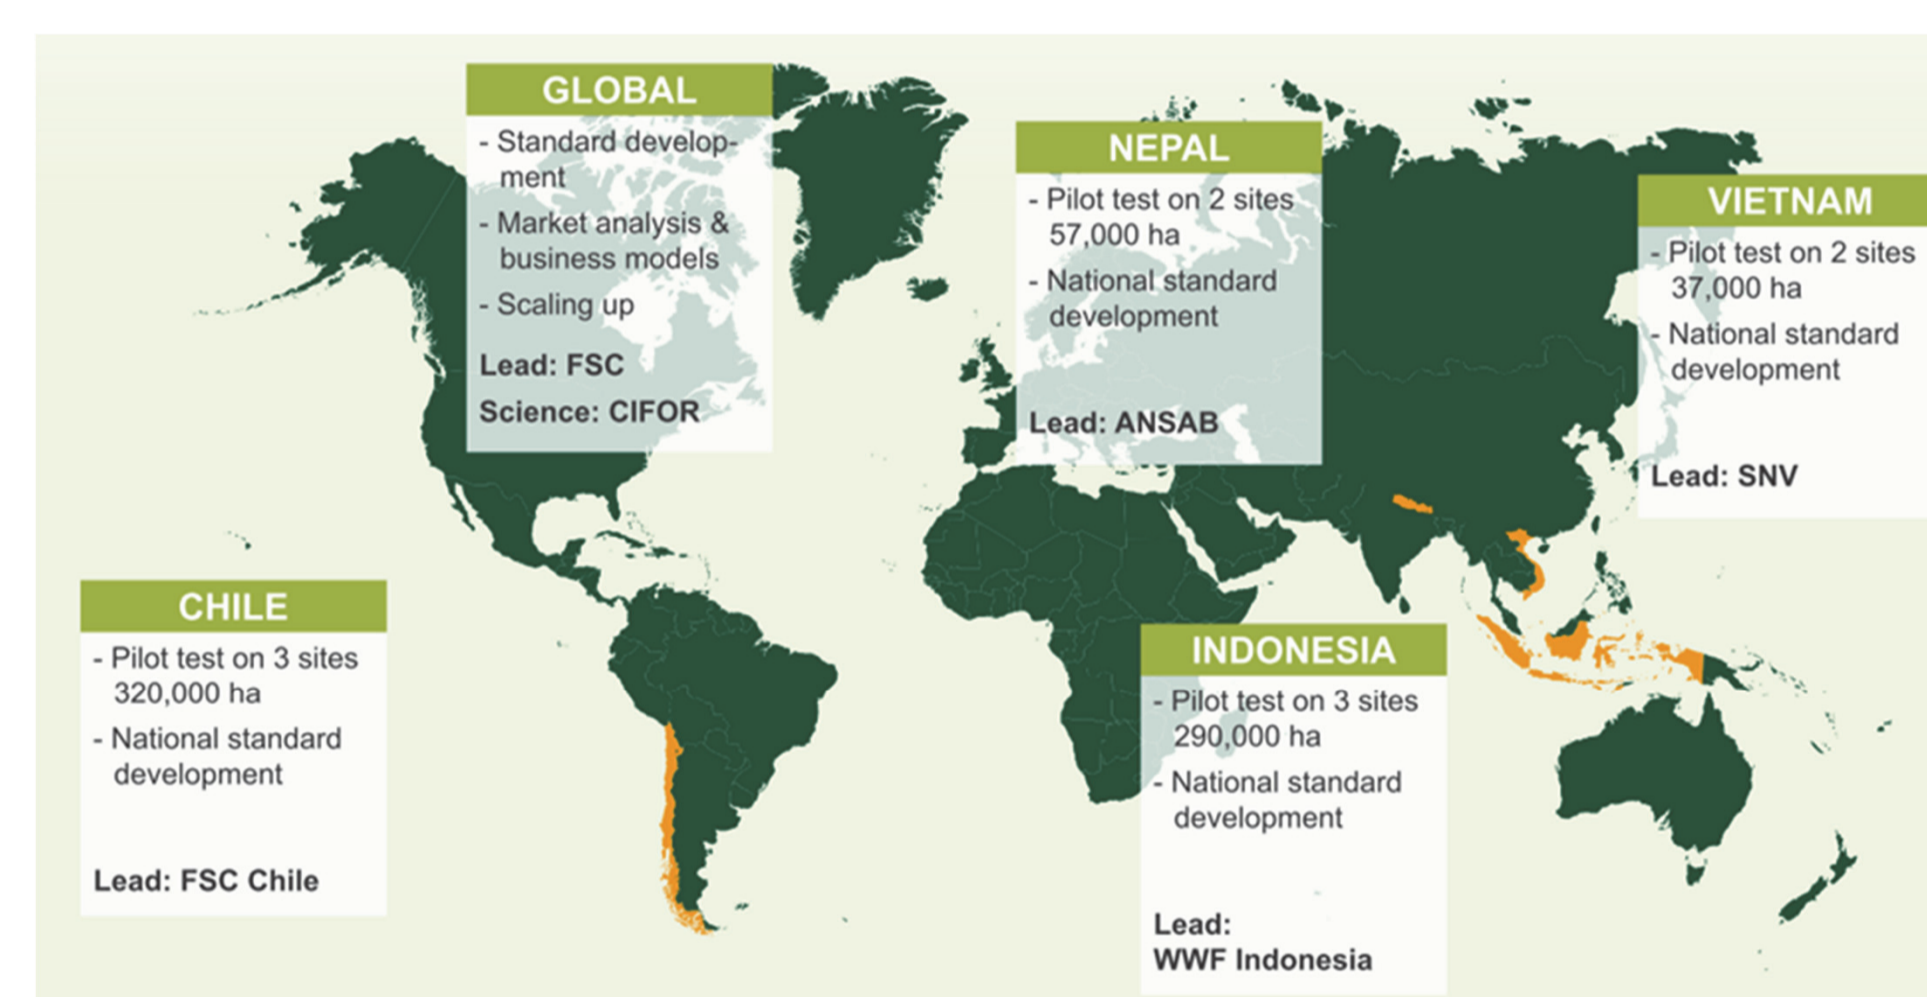 GLOBAL
- Standard develop-
ment
- Market analysis &
business models
- Scaling up
Lead: FSC
Science: CIFOR
NEPAL
- Pilot test on 2 sites
57,000 ha
- National standard
development
Lead: ANSAB
VIETNAM
- Pilot test on 2 sites
37,000 ha
- National standard
development
Lead: SNV
CHILE
- Pilot test on 3 sites
320,000 ha
- National standard
development
Lead: FSC Chile
INDONESIA
- Pilot test on 3 sites
290,000 ha
- National standard
development
Lead:
WWF Indonesia